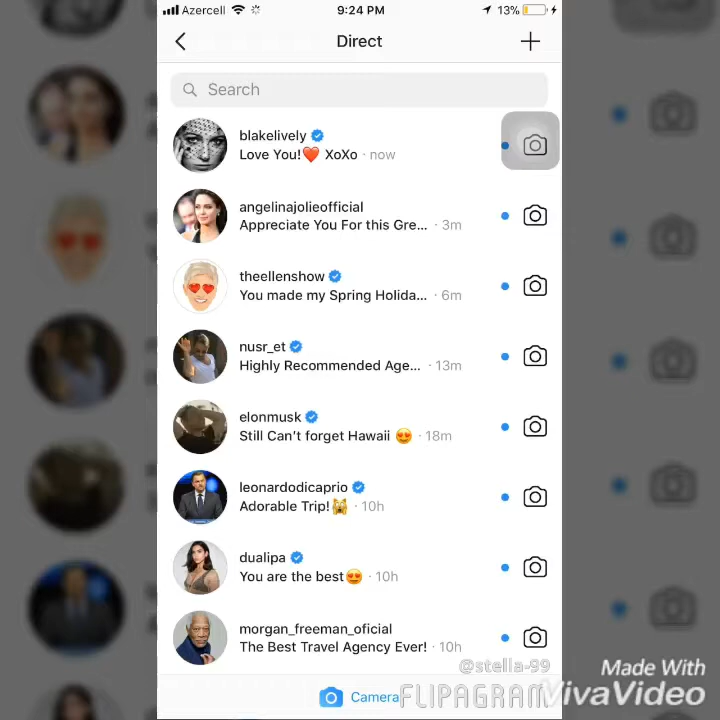 Azercell
9:24 PM
13%
Direct
Search
blakelively
Love You!❤️ XoXo · now
angelinajolieofficial
Appreciate You For this Gre... · 3m
theellenshow
You made my Spring Holida... · 6m
nusr_et
Highly Recommended Age... · 13m
elonmusk
Still Can't forget Hawaii 😍 · 18m
leonardodicaprio
Adorable Trip!🙀 · 10h
dualipa
You are the best😍 · 10h
morgan_freeman_oficial
The Best Travel Agency Ever! · 10h
@stella-99
Camera
FLIPAGRAM
Made With
VivaVideo